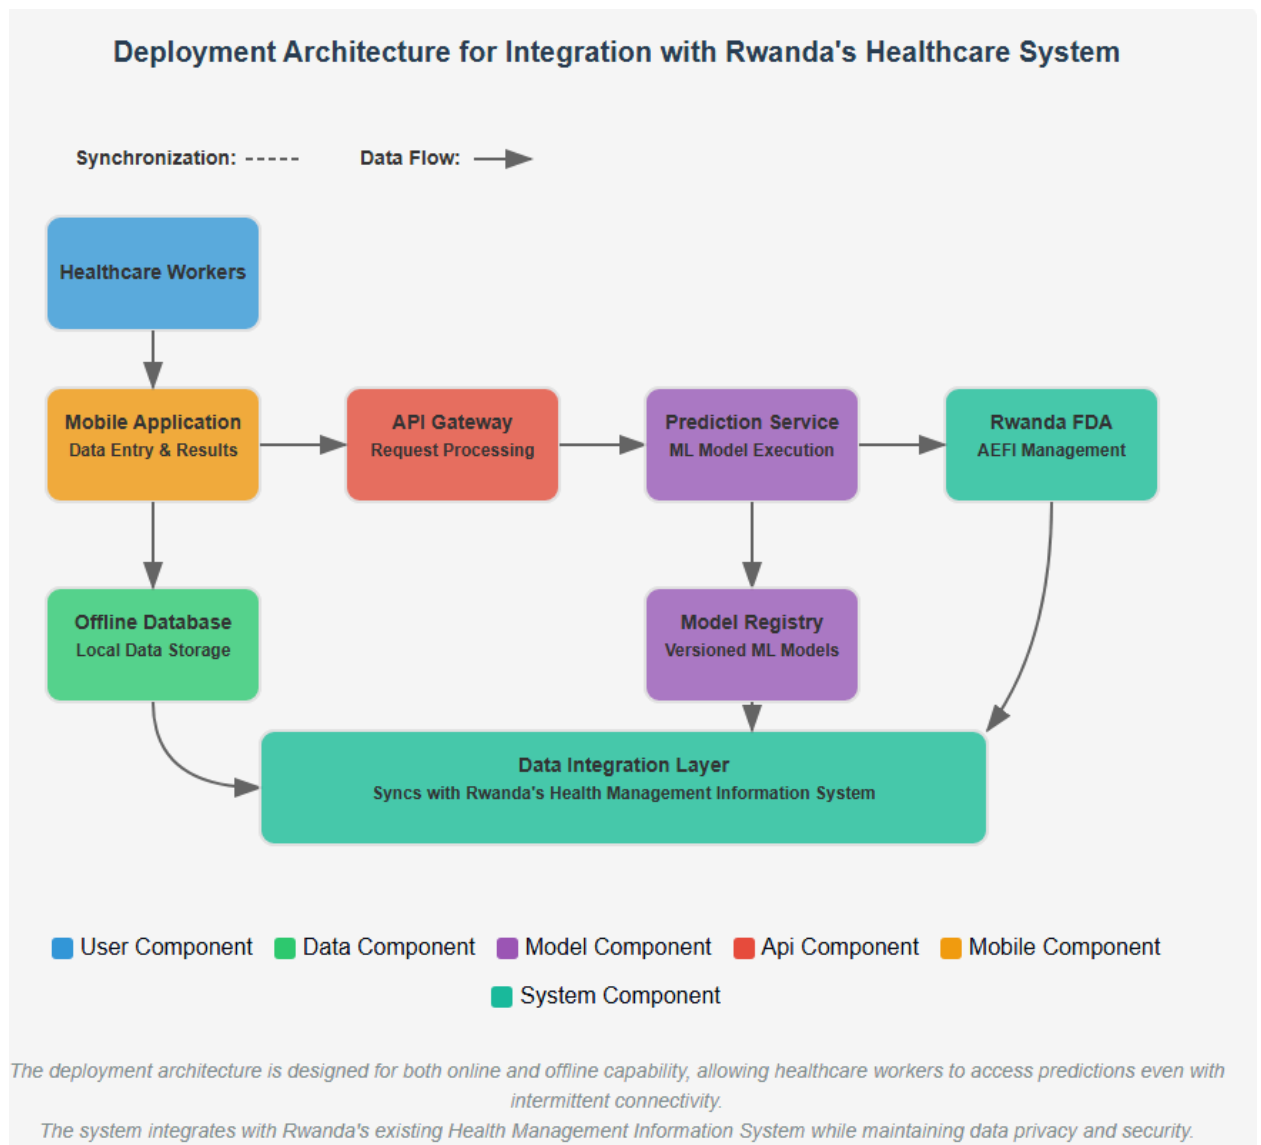 Deployment Architecture for Integration with Rwanda's Healthcare System
Synchronization:
Data Flow:
Healthcare Workers
Mobile Application
Data Entry & Results
API Gateway
Request Processing
Prediction Service
ML Model Execution
Rwanda FDA
AEFI Management
Offline Database
Local Data Storage
Model Registry
Versioned ML Models
Data Integration Layer
Syncs with Rwanda's Health Management Information System
User Component
Data Component
Model Component
Api Component
Mobile Component
System Component
The deployment architecture is designed for both online and offline capability, allowing healthcare workers to access predictions even with
intermittent connectivity.
The system integrates with Rwanda's existing Health Management Information System while maintaining data privacy and security.